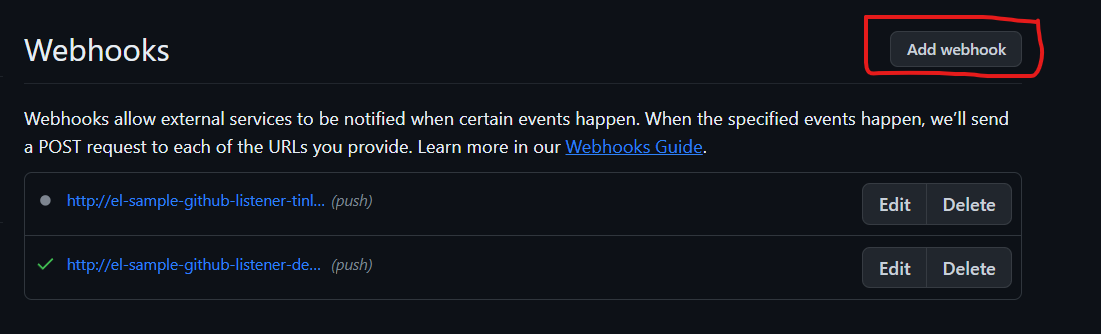 Webhooks
Add webhook
Webhooks allow external services to be notified when certain events happen. When the specified events happen, we’ll send
a POST request to each of the URLs you provide. Learn more in our Webhooks Guide.
http://el-sample-github-listener-tinl... (push)
Edit
Delete
http://el-sample-github-listener-de... (push)
Edit
Delete